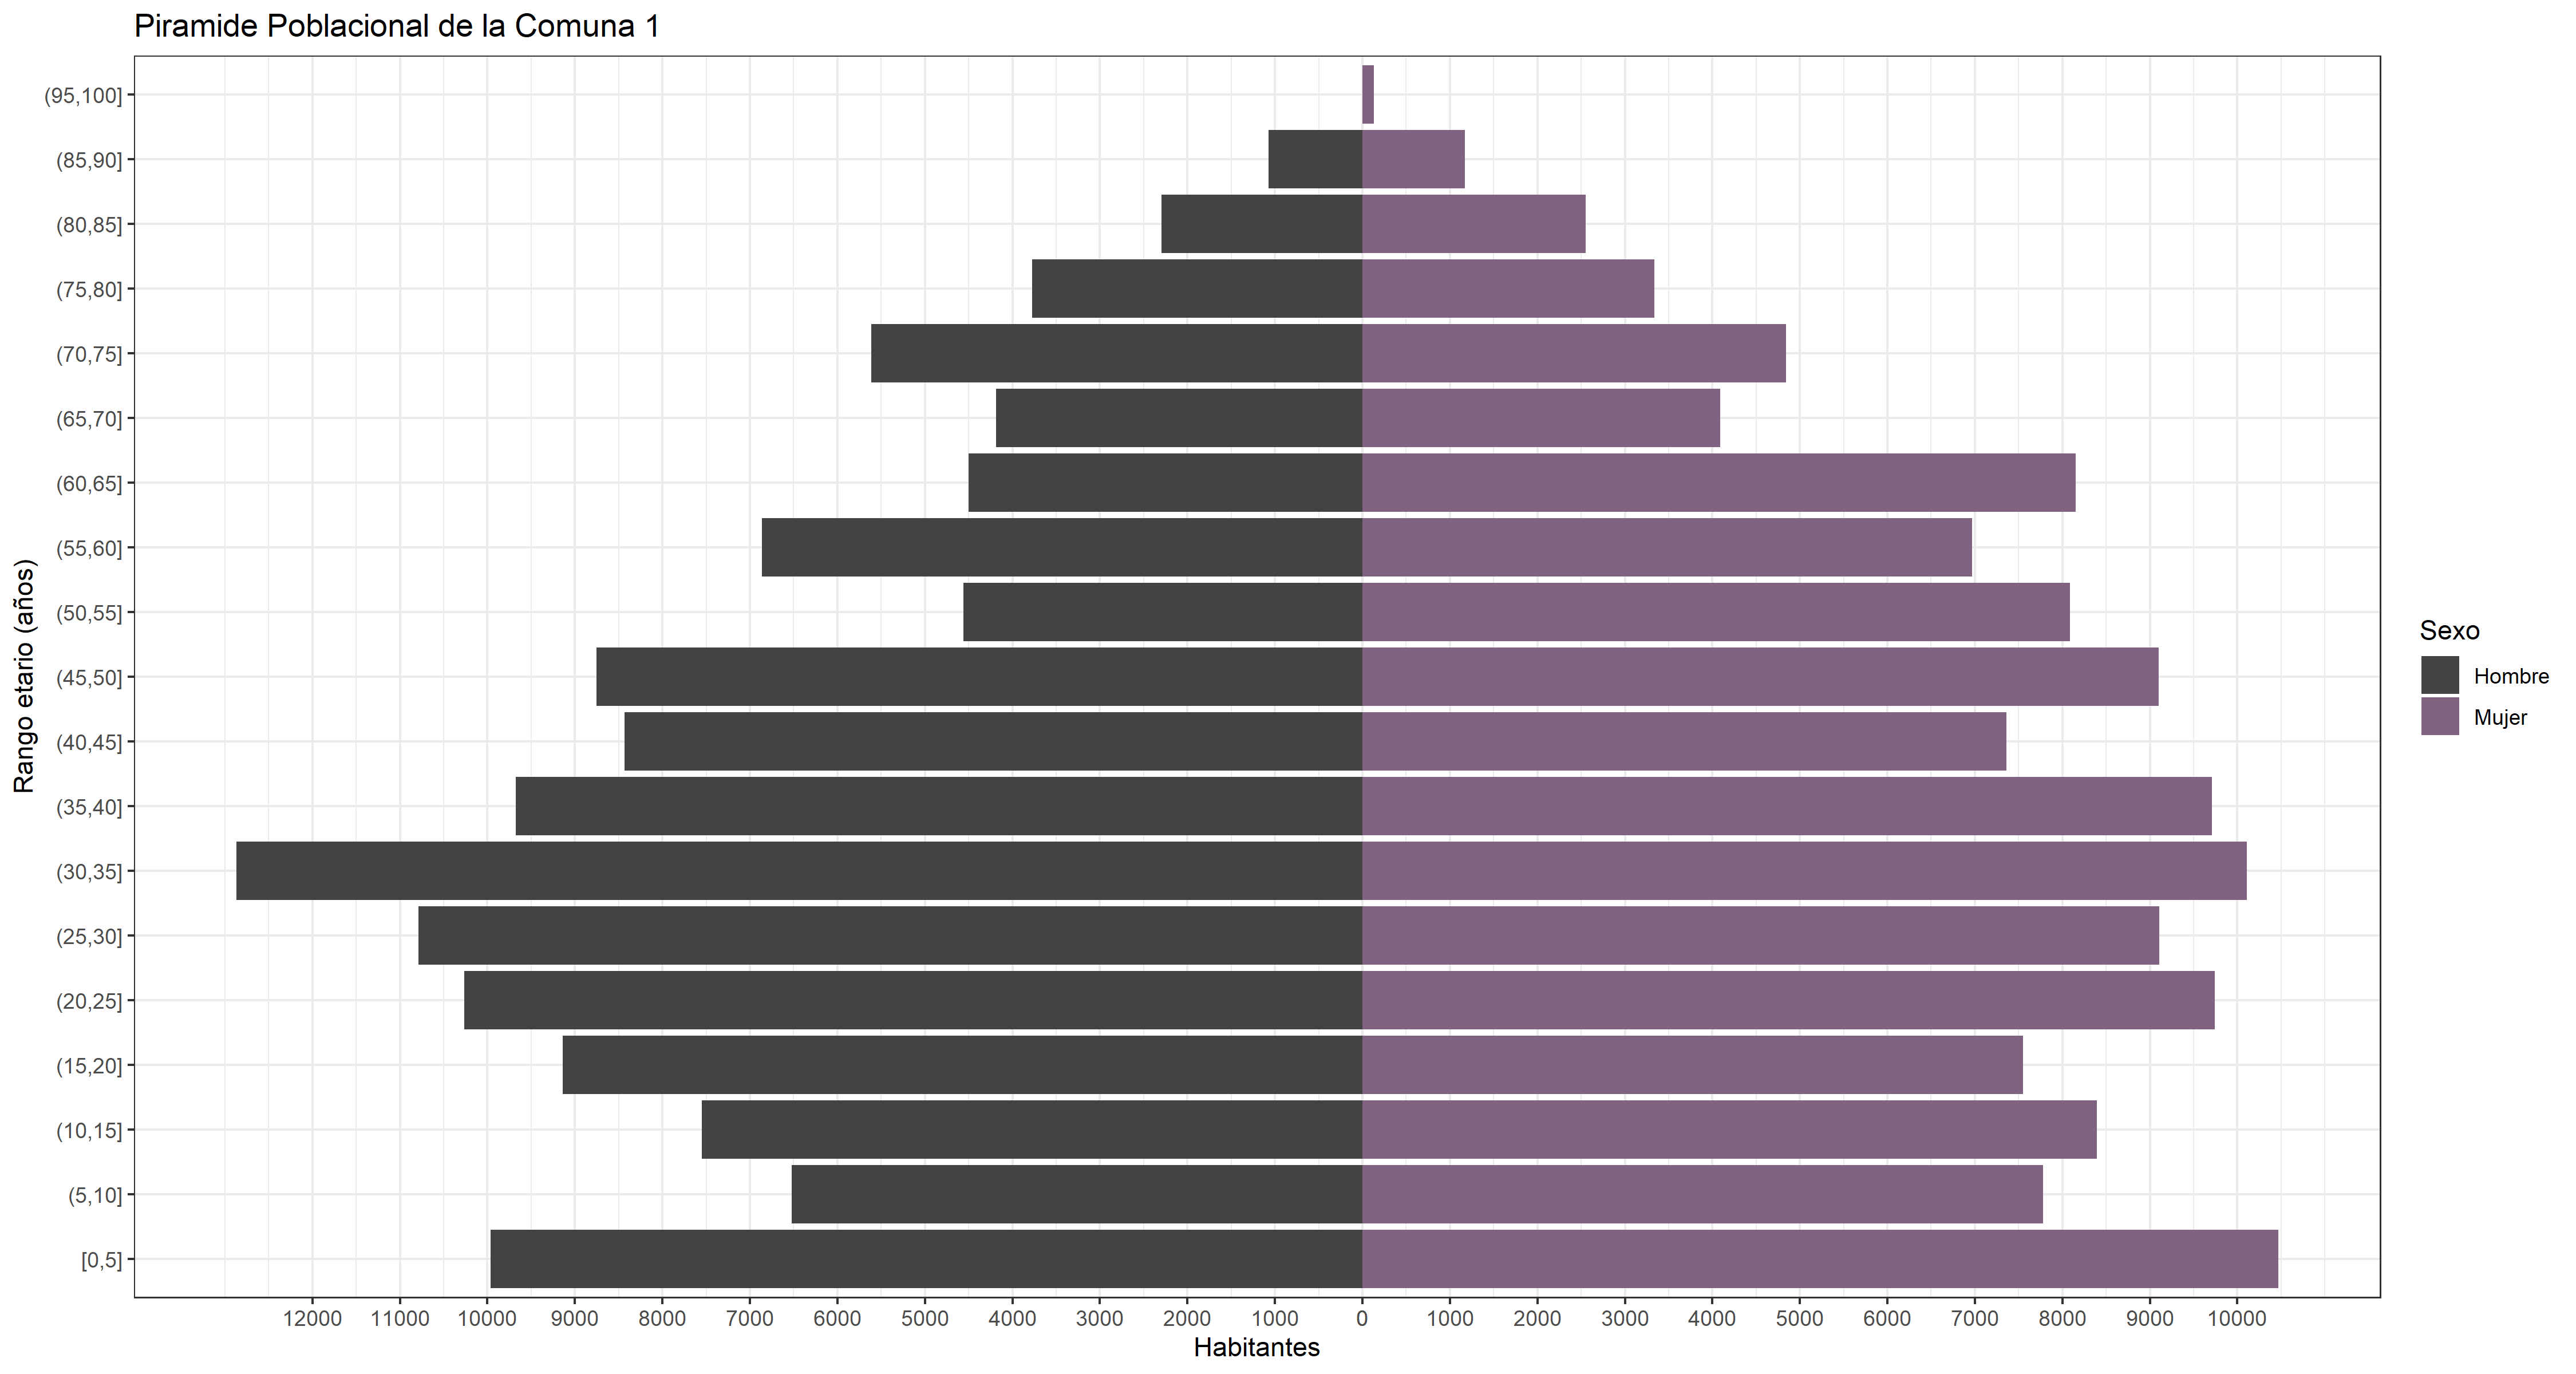 Piramide Poblacional de la Comuna 1
Rango etario (años)
(95,100]
(85,90]
(80,85]
(75,80]
(70,75]
(65,70]
(60,65]
(55,60]
(50,55]
(45,50]
(40,45]
(35,40]
(30,35]
(25,30]
(20,25]
(15,20]
(10,15]
(5,10]
[0,5]
12000 11000 10000 9000 8000 7000 6000 5000 4000 3000 2000 1000 0 1000 2000 3000 4000 5000 6000 7000 8000 9000 10000
Habitantes
Sexo
Hombre
Mujer